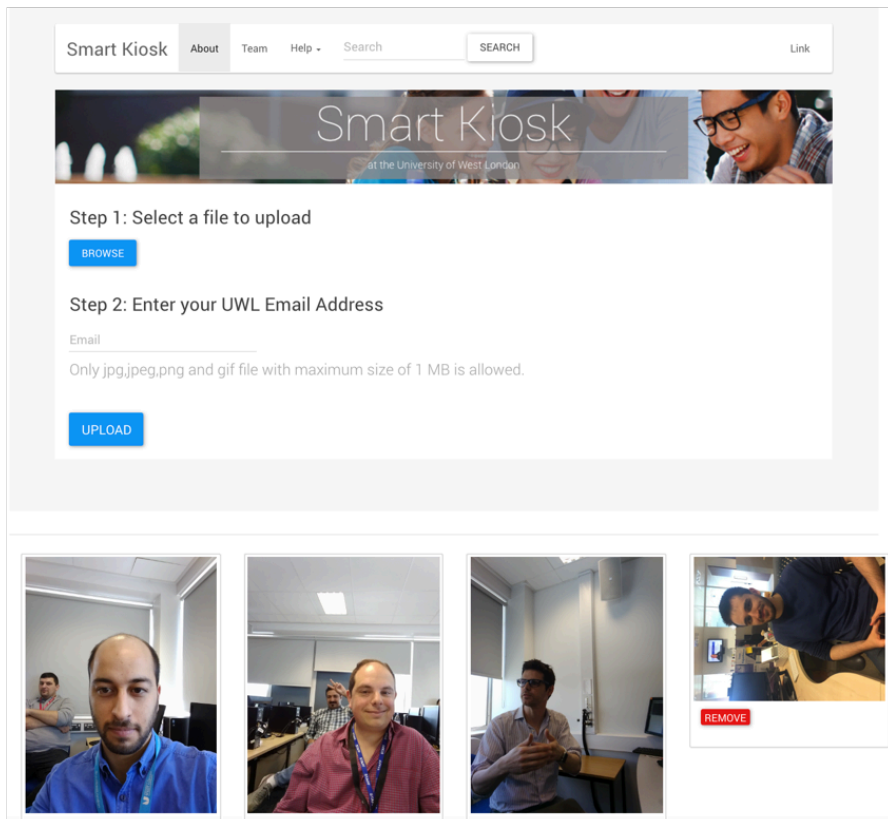 Smart Kiosk About Team Help Search SEARCH Link
Smart Kiosk
at the University of West London
Step 1: Select a file to upload
BROWSE
Step 2: Enter your UWL Email Address
Email
Only jpg,jpeg,png and gif file with maximum size of 1 MB is allowed.
UPLOAD
REMOVE